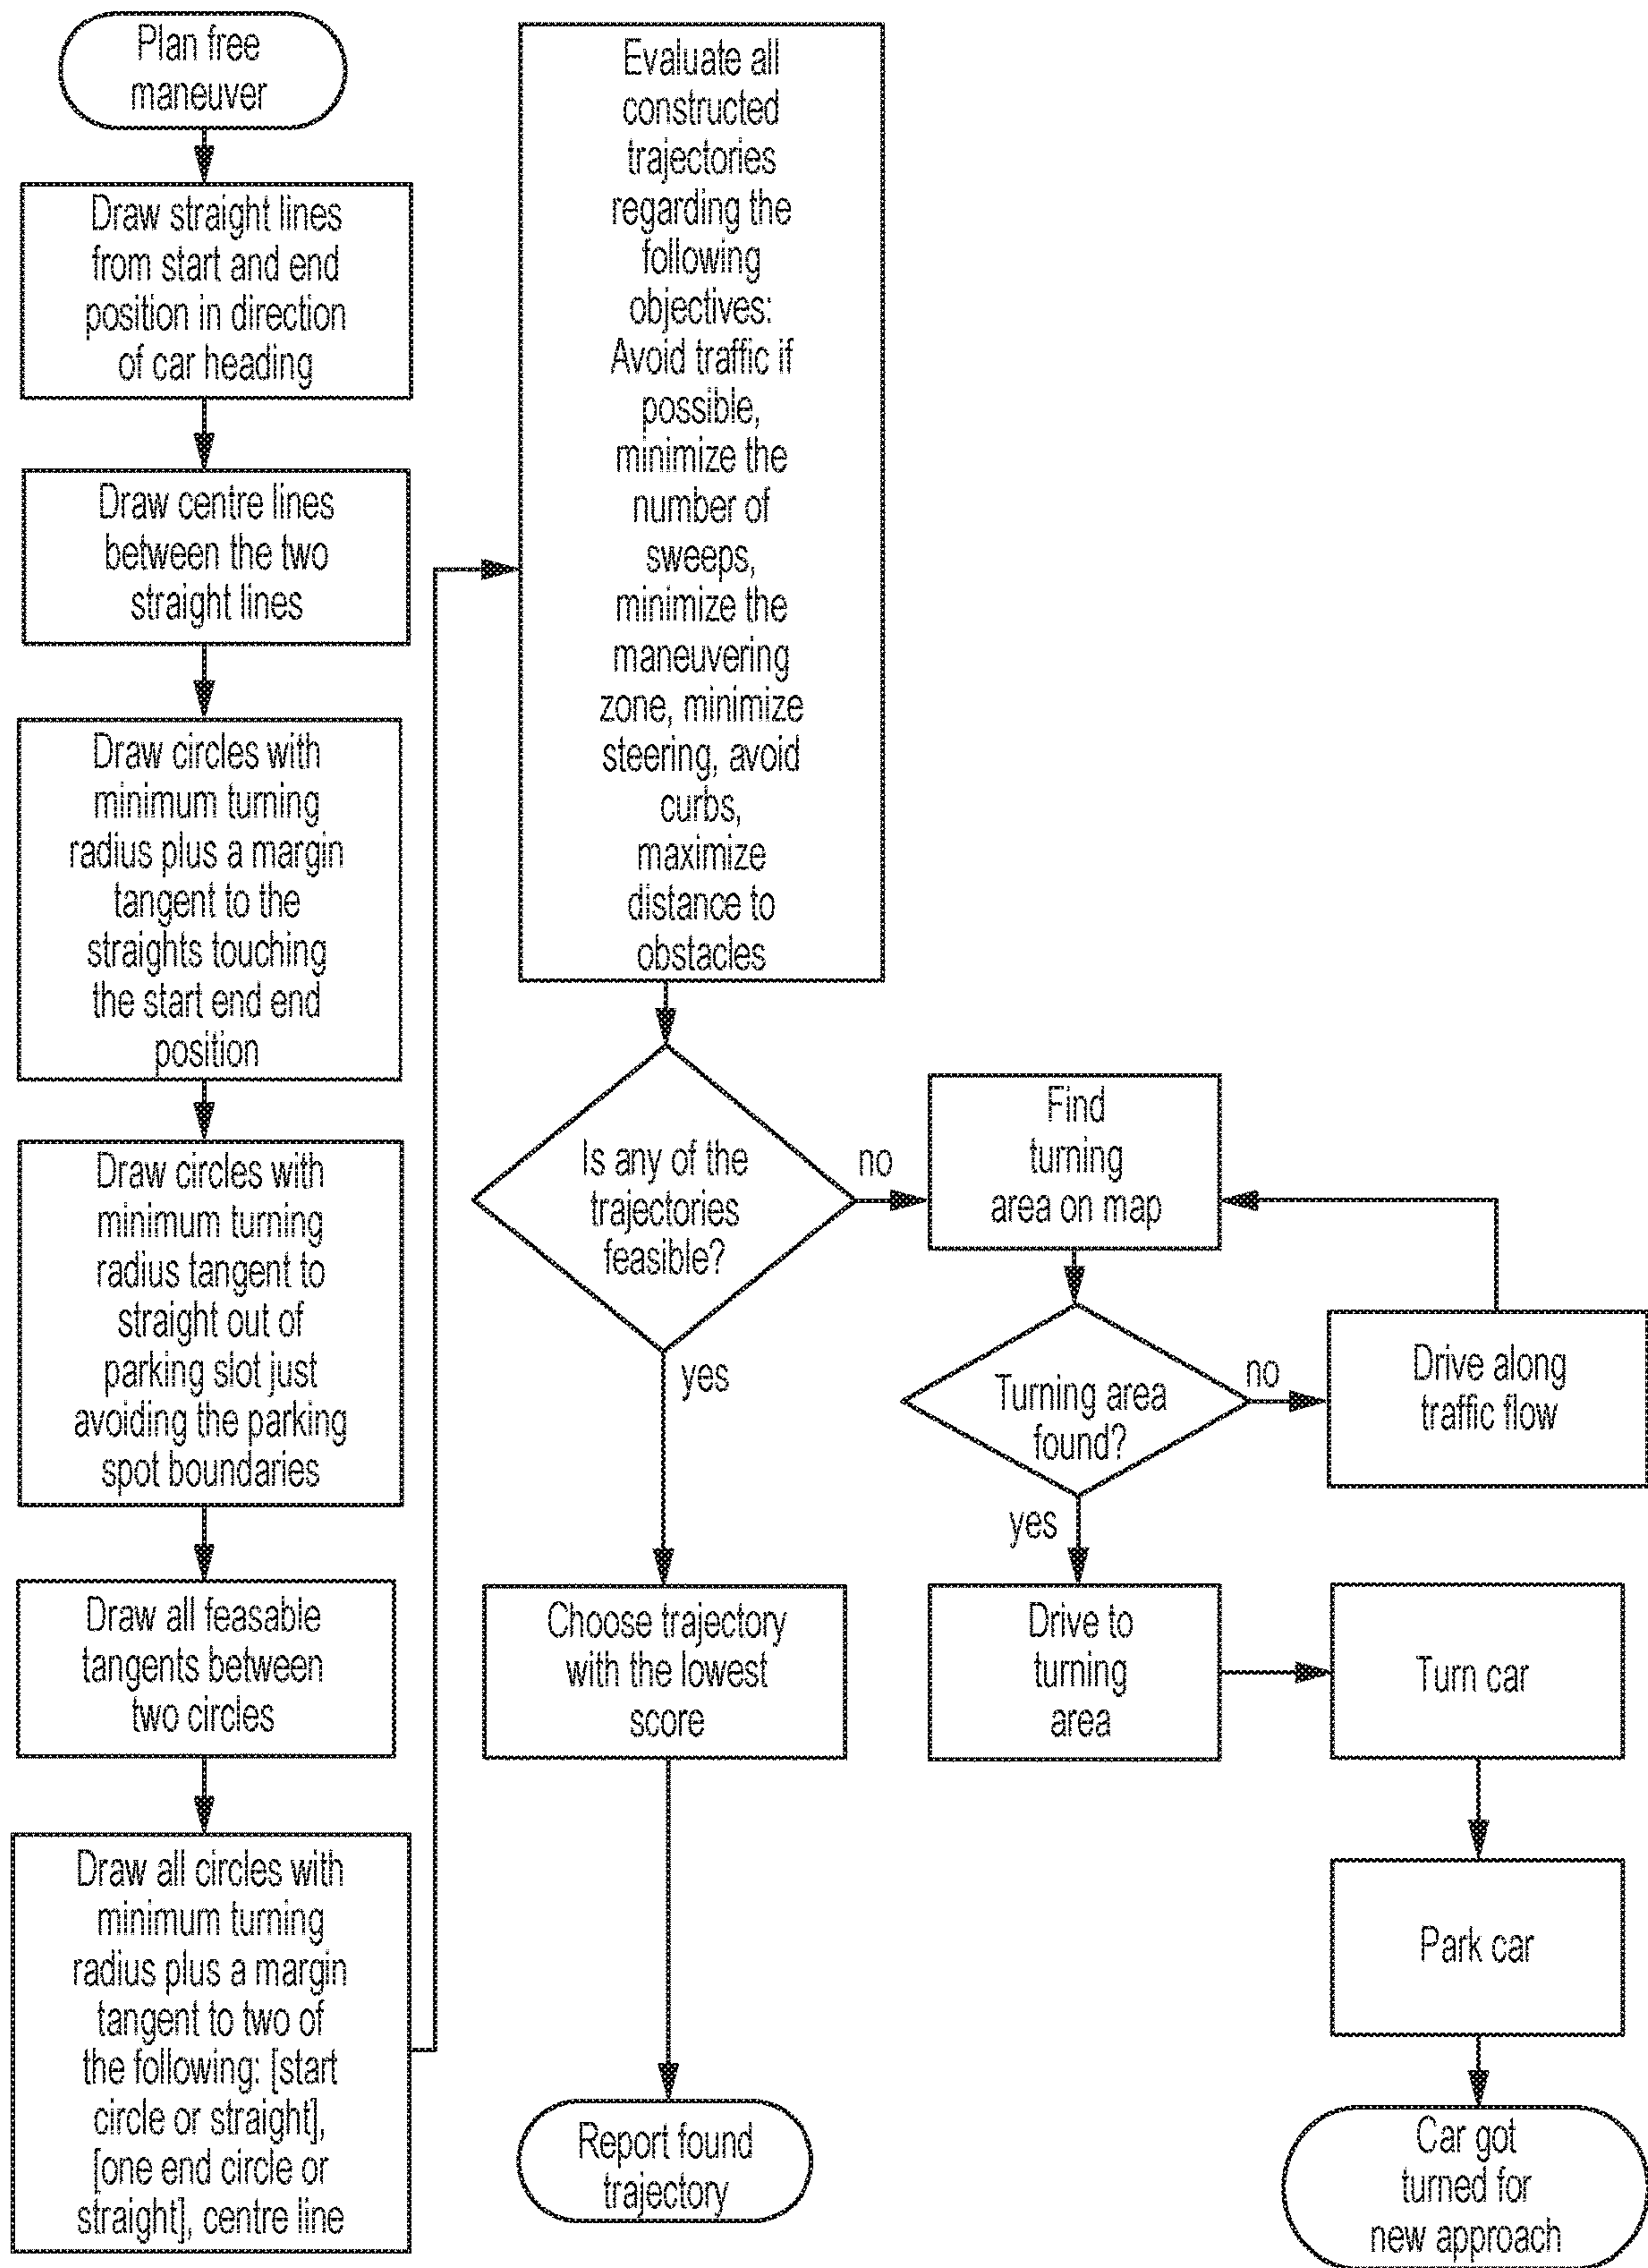 Plan free
maneuver
Draw straight lines
from start and end
position in direction
of car heading
Draw centre lines
between the two
straight lines
Draw circles with
minimum turning
radius plus a margin
tangent to the
straights touching
the start end end
position
Draw circles with
minimum turning
radius tangent to
straight out of
parking slot just
avoiding the parking
spot boundaries
Draw all feasable
tangents between
two circles
Draw all circles with
minimum turning
radius plus a margin
tangent to two of
the following: [start
circle or straight],
[one end circle or
straight], centre line
Evaluate all
constructed
trajectories
regarding the
following
objectives:
Avoid traffic if
possible,
minimize the
number of
sweeps,
minimize the
maneuvering
zone, minimize
steering, avoid
curbs,
maximize
distance to
obstacles
Is any of the
trajectories
feasible?
no
yes
Choose trajectory
with the lowest
score
Report found
trajectory
Find
turning
area on map
Turning area
found?
no
Drive along
traffic flow
yes
Drive to
turning
area
Turn car
Park car
Car got
turned for
new approach